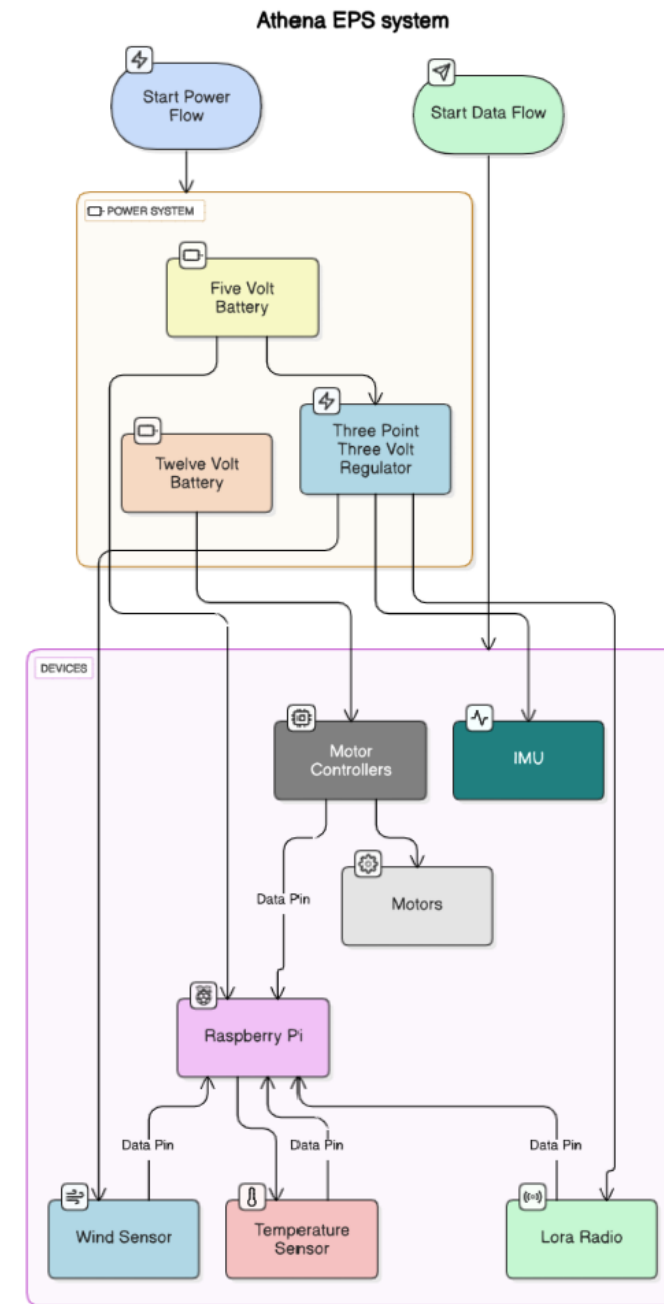 Athena EPS system
Start Power
Flow
Start Data Flow
POWER SYSTEM
Five Volt
Battery
Three Point
Three Volt
Regulator
Twelve Volt
Battery
DEVICES
Motor
Controllers
IMU
Data Pin
Motors
Raspberry Pi
Data Pin
Data Pin
Data Pin
Wind Sensor
Temperature
Sensor
Lora Radio